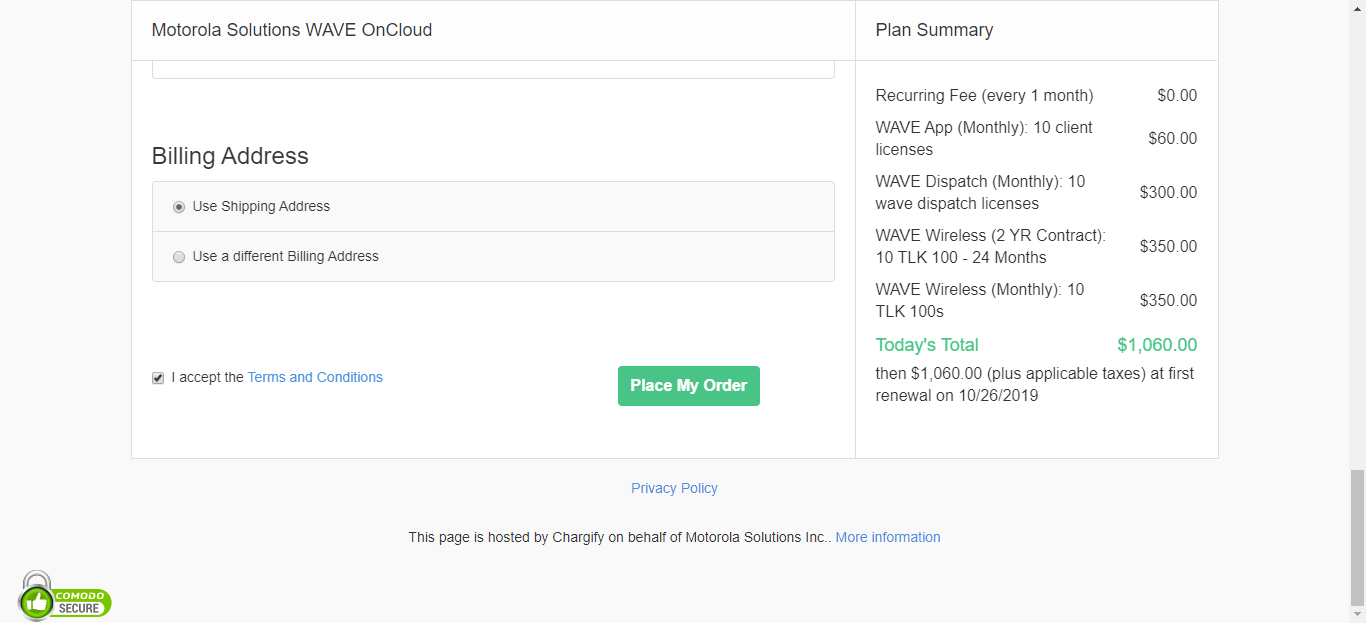 Motorola Solutions WAVE OnCloud
Billing Address
Use Shipping Address
Use a different Billing Address
I accept the Terms and Conditions
Place My Order
Plan Summary
Recurring Fee (every 1 month) $0.00
WAVE App (Monthly): 10 client
licenses
$60.00
WAVE Dispatch (Monthly): 10
wave dispatch licenses
$300.00
WAVE Wireless (2 YR Contract):
10 TLK 100 - 24 Months
$350.00
WAVE Wireless (Monthly): 10
TLK 100s
$350.00
Today's Total $1,060.00
then $1,060.00 (plus applicable taxes) at first
renewal on 10/26/2019
Privacy Policy
This page is hosted by Chargify on behalf of Motorola Solutions Inc.. More information
COMODO
SECURE